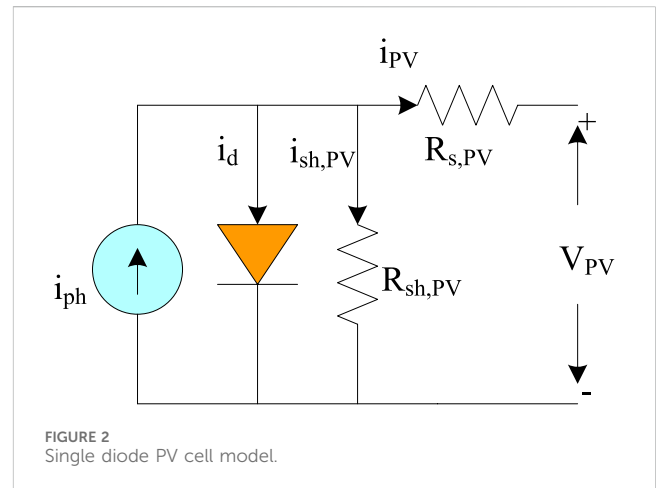 iPV
id
ish,PV
Rs,PV
+
iph
Rsh,PV
VPV
-
FIGURE 2
Single diode PV cell model.